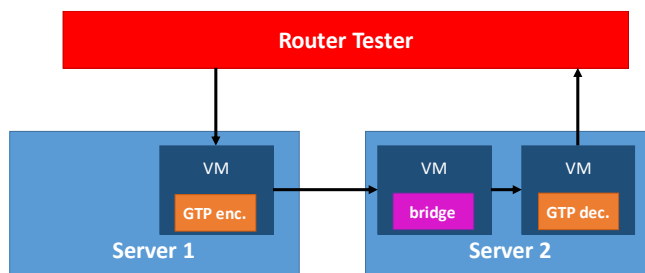 Router Tester
VM
GTP enc.
Server 1
VM
bridge
VM
GTP dec.
Server 2